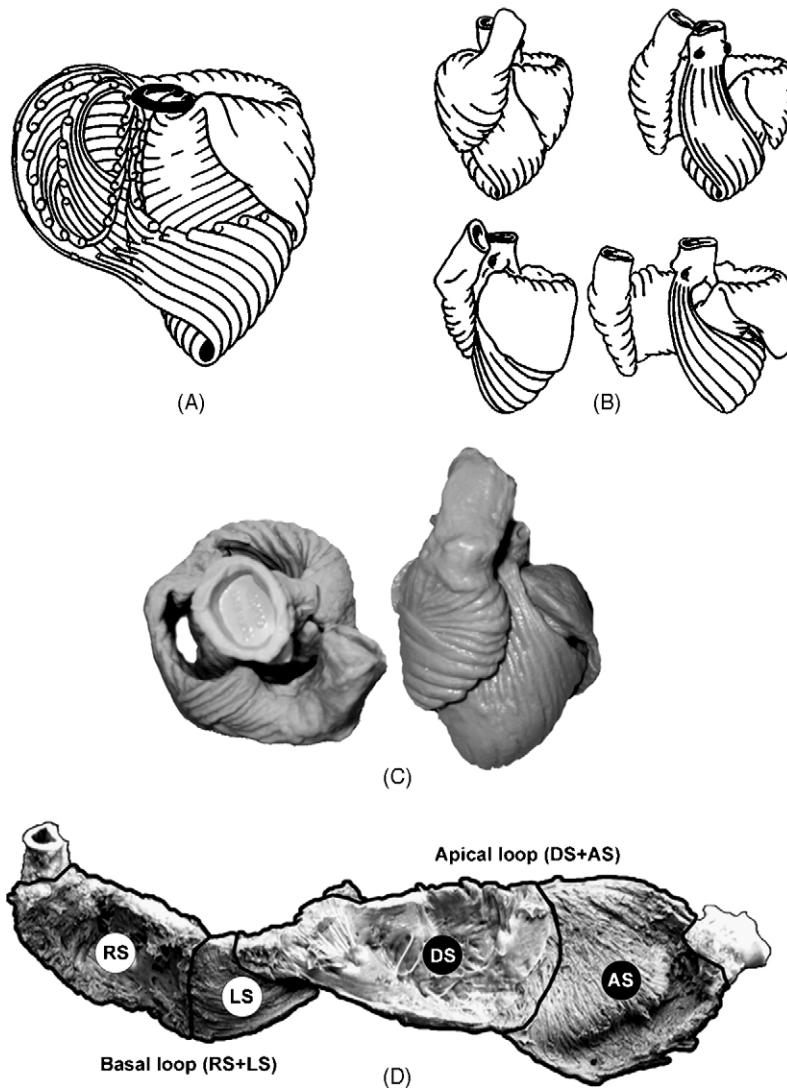 (A)
(B)
(C)
Apical loop (DS+AS)
RS
LS
DS
AS
Basal loop (RS+LS)
(D)